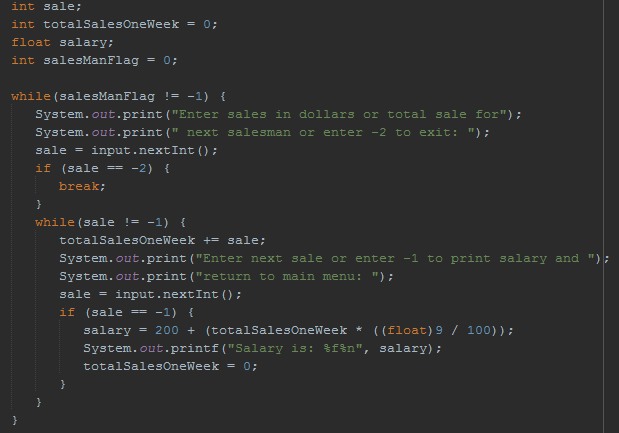 int sale;
int totalSalesOneWeek = 0;
float salary;
int salesManFlag = 0;
while(salesManFlag != -1) {
System.out.print("Enter sales in dollars or total sale for");
System.out.print(" next salesman or enter -2 to exit: ");
sale = input.nextInt();
if (sale == -2) {
break;
}
while(sale != -1) {
totalSalesOneWeek += sale;
System.out.print("Enter next sale or enter -1 to print salary and ");
System.out.print("return to main menu: ");
sale = input.nextInt();
if (sale == -1) {
salary = 200 + (totalSalesOneWeek * ((float)9 / 100));
System.out.printf("Salary is: %f%n", salary);
totalSalesOneWeek = 0;
}
}
}